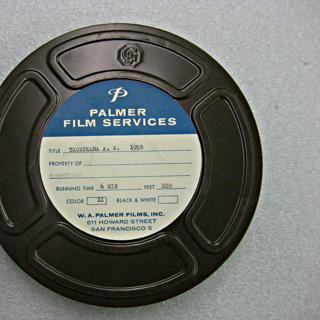 PALMER
FILM SERVICES
TITLE TACHIKAWA A. B. 1958
PROPERTY OF
RUNNING TIME 6 MIN FEET 220
COLOR XX BLACK & WHITE
W. A. PALMER FILMS, INC.
611 HOWARD STREET
SAN FRANCISCO 5